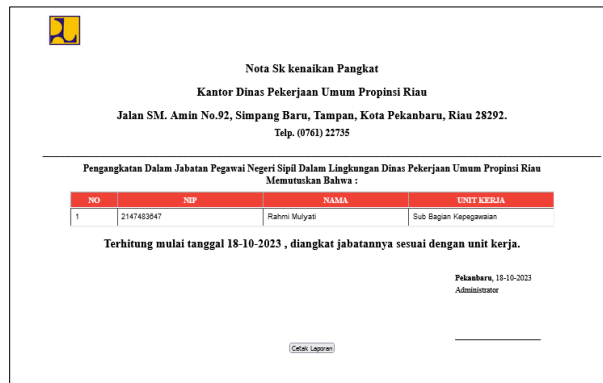 Nota Sk kenaikan Pangkat
Kantor Dinas Pekerjaan Umum Propinsi Riau
Jalan SM. Amin No.92, Simpang Baru, Tampan, Kota Pekanbaru, Riau 28292.
Telp. (0761) 22735
Pengangkatan Dalam Jabatan Pegawai Negeri Sipil Dalam Lingkungan Dinas Pekerjaan Umum Propinsi Riau
Memutuskan Bahwa :
NO NIP NAMA UNIT KERJA
1 2147483647 Rahmi Mulyati Sub Bagian Kepegawaian
Terhitung mulai tanggal 18-10-2023 , diangkat jabatannya sesuai dengan unit kerja.
Pekanbaru, 18-10-2023
Administrator
Cetak Laporan